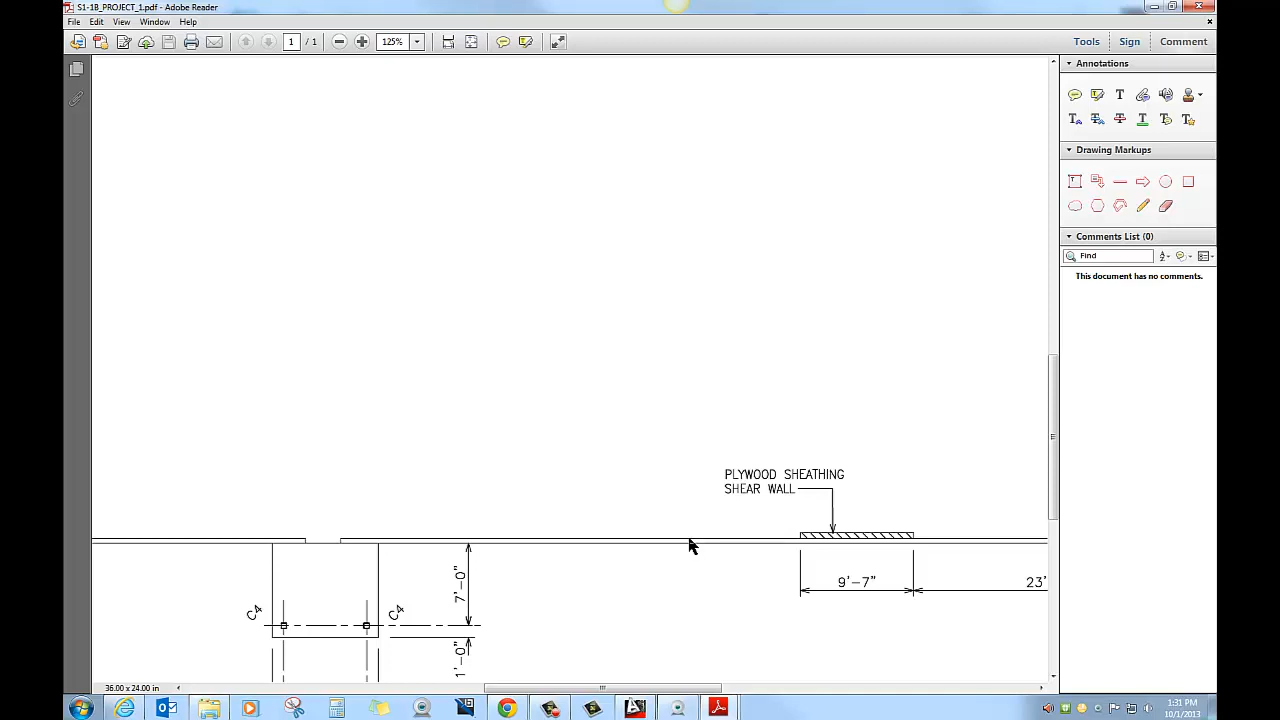 S1-1B_PROJECT_1.pdf - Adobe Reader
File Edit View Window Help
1 / 1 125% Tools Sign Comment
Annotations
Drawing Markups
Comments List (0)
Find
This document has no comments.
PLYWOOD SHEATHING
SHEAR WALL
9'-7"
23'
7'-0"
1'-0"
C4
C4
36.00 x 24.00 in
1:31 PM
10/1/2013